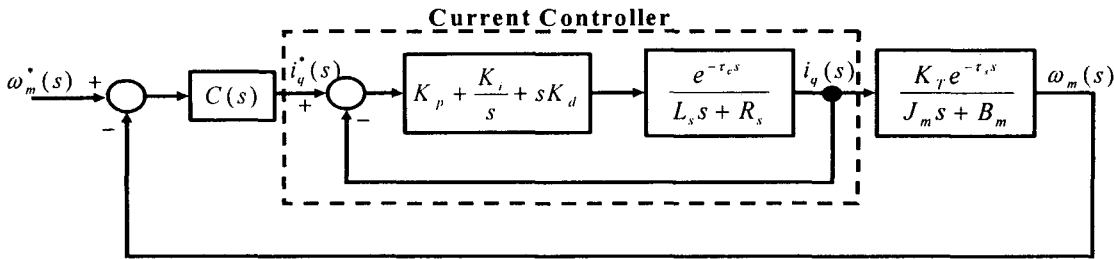 Current Controller
ω*m(s)
+
−
C(s)
i*q(s)
+
−
Kp + Ki/s + sKd
e^{−τc s}
Ls s + Rs
iq(s)
KT e^{−τs s}
Jm s + Bm
ωm(s)